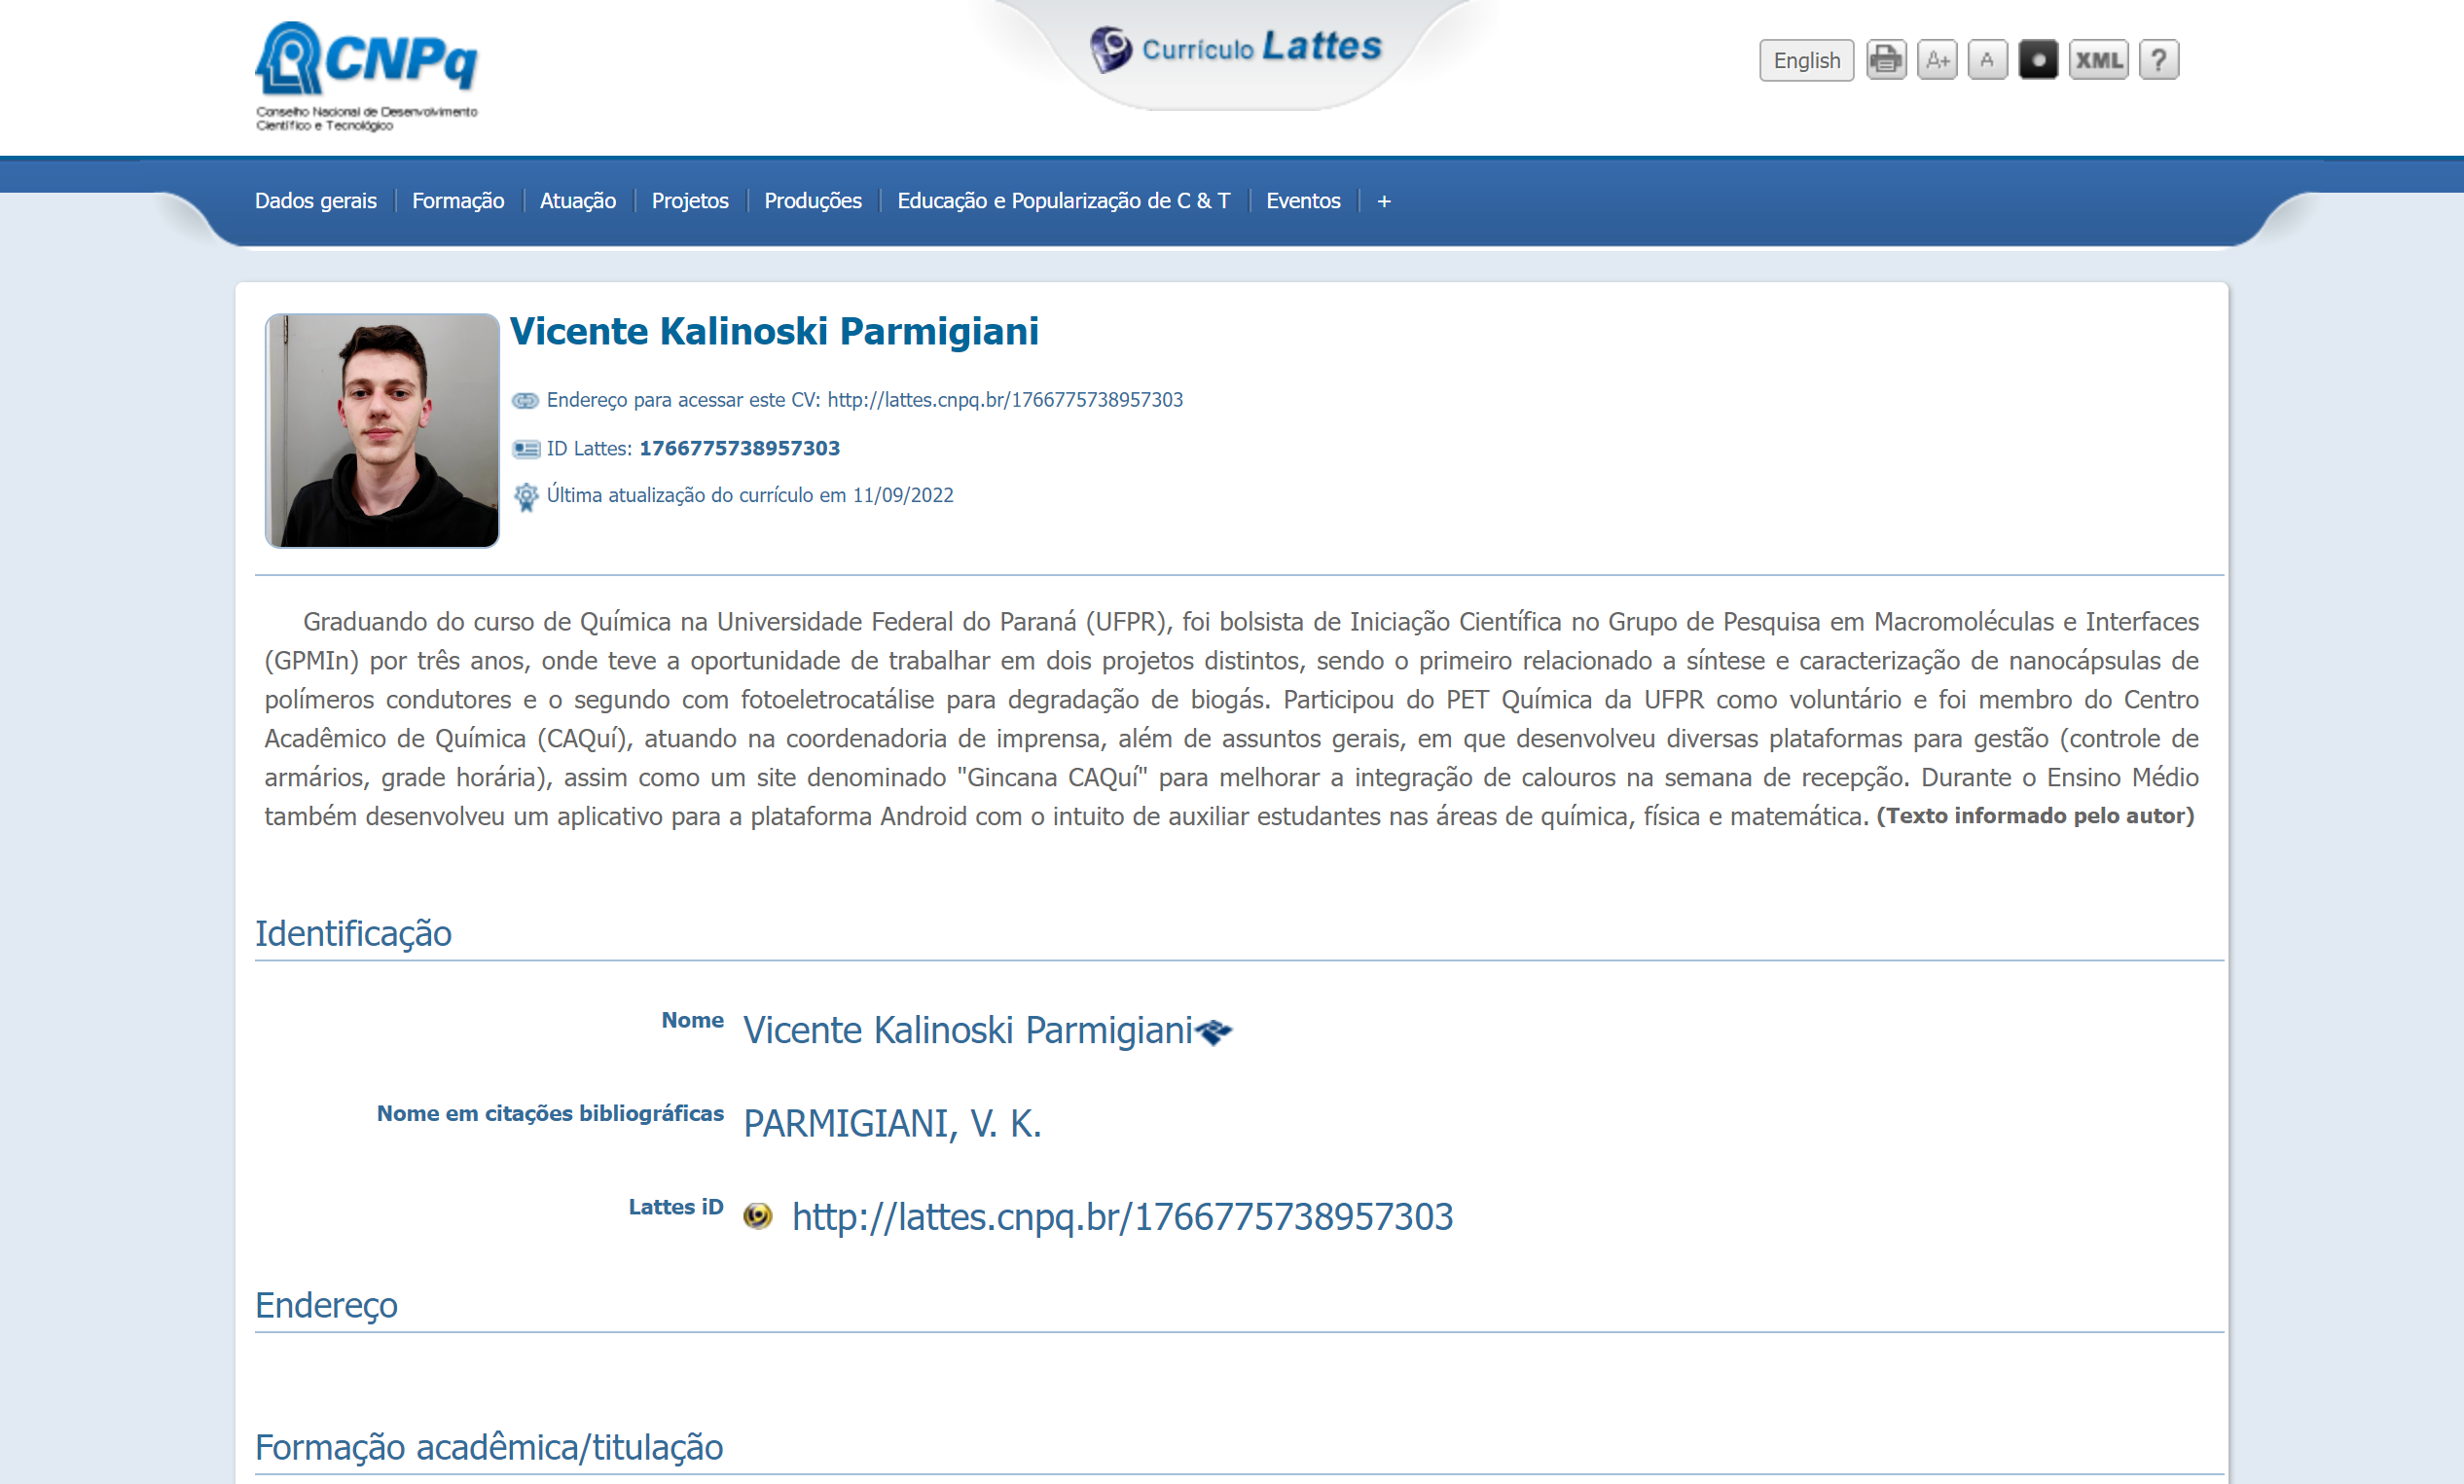 CNPq
Conselho Nacional de Desenvolvimento
Científico e Tecnológico
Currículo Lattes
English
A+
A
XML
?
Dados gerais
Formação
Atuação
Projetos
Produções
Educação e Popularização de C & T
Eventos
+
Vicente Kalinoski Parmigiani
Endereço para acessar este CV: http://lattes.cnpq.br/1766775738957303
ID Lattes: 1766775738957303
Última atualização do currículo em 11/09/2022
Graduando do curso de Química na Universidade Federal do Paraná (UFPR), foi bolsista de Iniciação Científica no Grupo de Pesquisa em Macromoléculas e Interfaces
(GPMIn) por três anos, onde teve a oportunidade de trabalhar em dois projetos distintos, sendo o primeiro relacionado a síntese e caracterização de nanocápsulas de
polímeros condutores e o segundo com fotoeletrocatálise para degradação de biogás. Participou do PET Química da UFPR como voluntário e foi membro do Centro
Acadêmico de Química (CAQuí), atuando na coordenadoria de imprensa, além de assuntos gerais, em que desenvolveu diversas plataformas para gestão (controle de
armários, grade horária), assim como um site denominado "Gincana CAQuí" para melhorar a integração de calouros na semana de recepção. Durante o Ensino Médio
também desenvolveu um aplicativo para a plataforma Android com o intuito de auxiliar estudantes nas áreas de química, física e matemática. (Texto informado pelo autor)
Identificação
Nome
Vicente Kalinoski Parmigiani
Nome em citações bibliográficas
PARMIGIANI, V. K.
Lattes iD
http://lattes.cnpq.br/1766775738957303
Endereço
Formação acadêmica/titulação